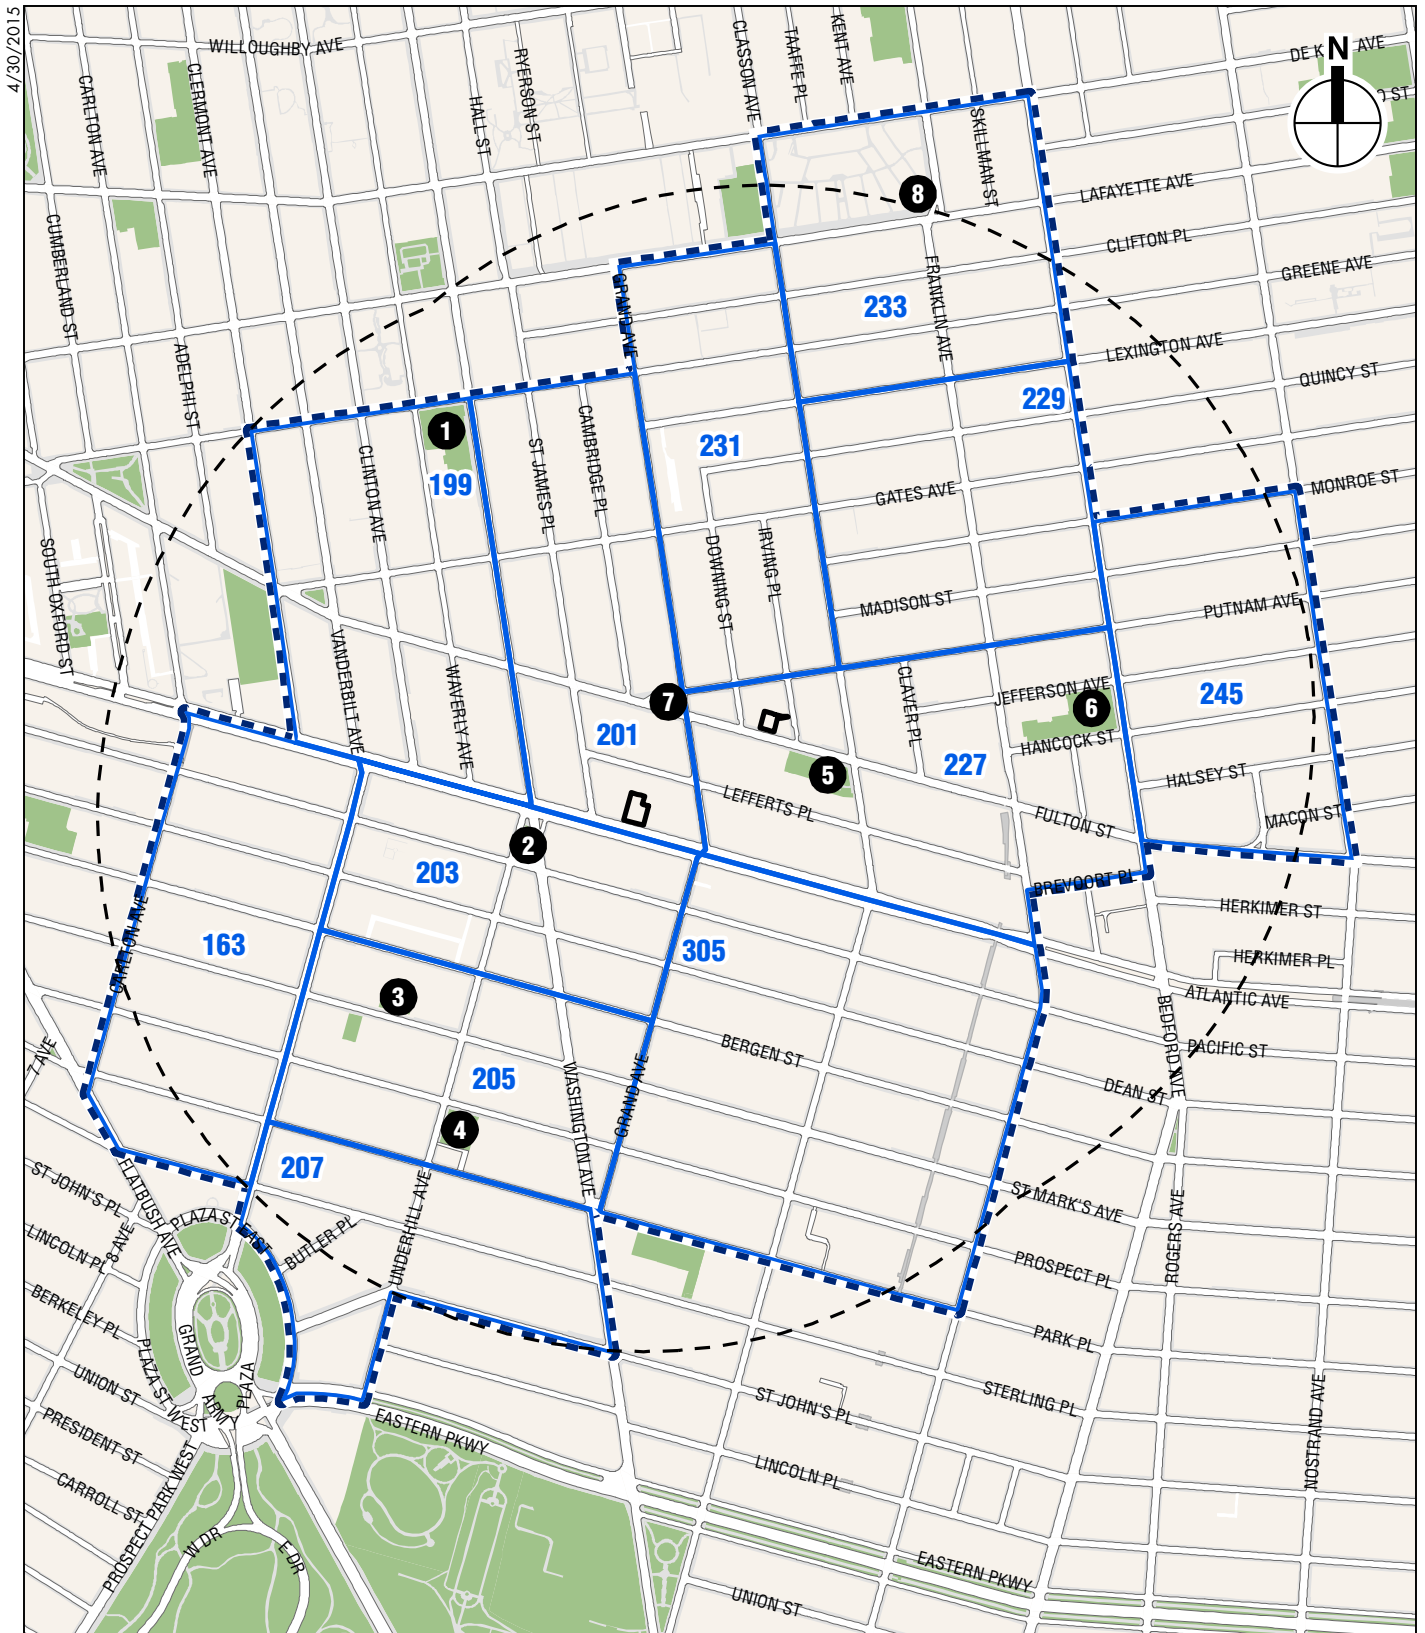 4/30/2015
WILLOUGHBY AVE
CARLTON AVE
CLERMONT AVE
HALL ST
RYERSON ST
CLASSON AVE
TAAFFE PL
KENT AVE
SKILLMAN ST
N
LAFAYETTE AVE
CLIFTON PL
GREENE AVE
LEXINGTON AVE
QUINCY ST
MONROE ST
CUMBERLAND ST
ADELPHI ST
GRAND AVE
8
FRANKLIN AVE
233
229
1
199
CLINTON AVE
ST JAMES PL
CAMBRIDGE PL
231
GATES AVE
DOWNING ST
IRVING PL
MADISON ST
PUTNAM AVE
SOUTH OXFORD ST
VANDERBILT AVE
WAVERLY AVE
7
201
CLAVER PL
JEFFERSON AVE
6
HANCOCK ST
245
227
5
LEFFERTS PL
HALSEY ST
FULTON ST
MACON ST
2
203
BREVOORT PL
HERKIMER ST
HERKIMER PL
ATLANTIC AVE
CARLTON AVE
163
305
3
BERGEN ST
BEDFORD AVE
PACIFIC ST
DEAN ST
7 AVE
205
WASHINGTON AVE
GRAND AVE
4
207
UNDERHILL AVE
ST MARK'S AVE
ROGERS AVE
PROSPECT PL
PARK PL
STERLING PL
ST JOHN'S PL
FLATBUSH AVE
PLAZA ST EAST
BUTLER PL
LINCOLN PL
8 AVE
BERKELEY PL
GRAND ARMY PLAZA
PLAZA ST WEST
UNION ST
PRESIDENT ST
CARROLL ST
PROSPECT PARK WEST
W DR
E DR
EASTERN PKWY
ST JOHN'S PL
LINCOLN PL
NOSTRAND AVE
EASTERN PKWY
UNION ST